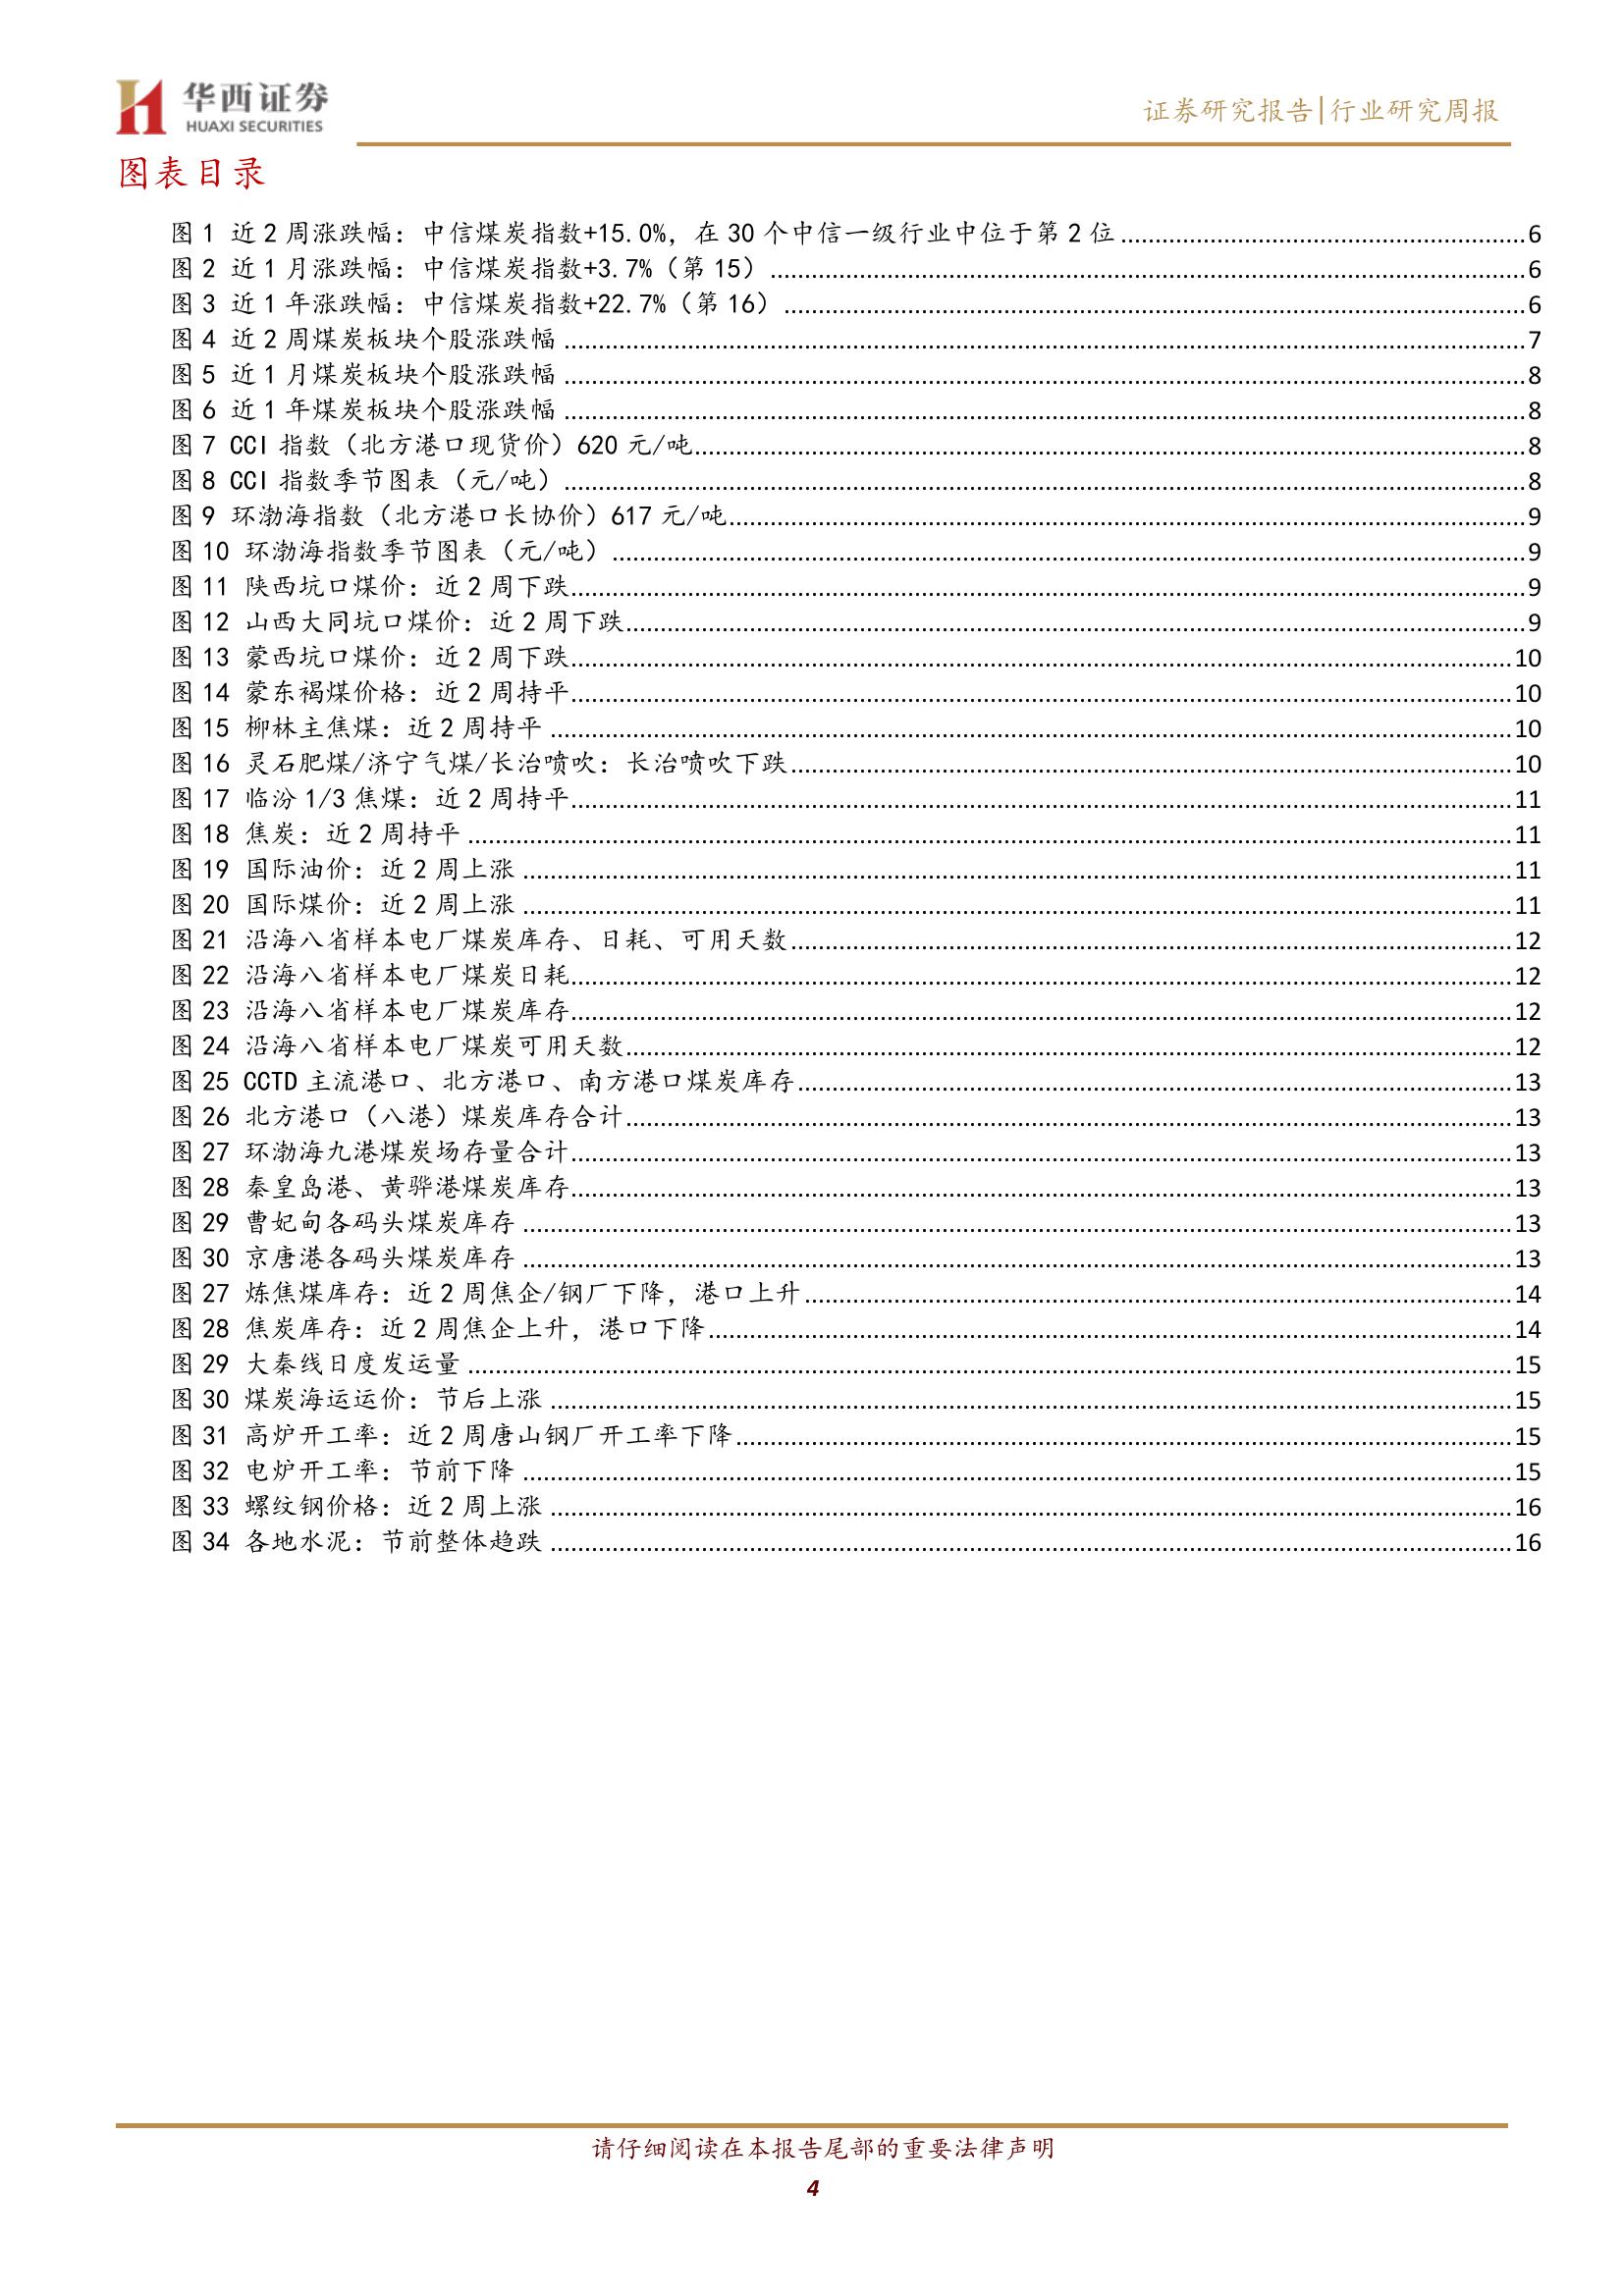 华西证券
HUAXI SECURITIES
证券研究报告|行业研究周报
图表目录
图 1 近 2 周涨跌幅：中信煤炭指数+15.0%，在 30 个中信一级行业中位于第 2 位 6
图 2 近 1 月涨跌幅：中信煤炭指数+3.7%（第 15） 6
图 3 近 1 年涨跌幅：中信煤炭指数+22.7%（第 16） 6
图 4 近 2 周煤炭板块个股涨跌幅 7
图 5 近 1 月煤炭板块个股涨跌幅 8
图 6 近 1 年煤炭板块个股涨跌幅 8
图 7 CCI 指数（北方港口现货价）620 元/吨 8
图 8 CCI 指数季节图表（元/吨） 8
图 9 环渤海指数（北方港口长协价）617 元/吨 9
图 10 环渤海指数季节图表（元/吨） 9
图 11 陕西坑口煤价：近 2 周下跌 9
图 12 山西大同坑口煤价：近 2 周下跌 9
图 13 蒙西坑口煤价：近 2 周下跌 10
图 14 蒙东褐煤价格：近 2 周持平 10
图 15 柳林主焦煤：近 2 周持平 10
图 16 灵石肥煤/济宁气煤/长治喷吹：长治喷吹下跌 10
图 17 临汾 1/3 焦煤：近 2 周持平 11
图 18 焦炭：近 2 周持平 11
图 19 国际油价：近 2 周上涨 11
图 20 国际煤价：近 2 周上涨 11
图 21 沿海八省样本电厂煤炭库存、日耗、可用天数 12
图 22 沿海八省样本电厂煤炭日耗 12
图 23 沿海八省样本电厂煤炭库存 12
图 24 沿海八省样本电厂煤炭可用天数 12
图 25 CCTD 主流港口、北方港口、南方港口煤炭库存 13
图 26 北方港口（八港）煤炭库存合计 13
图 27 环渤海九港煤炭场存量合计 13
图 28 秦皇岛港、黄骅港煤炭库存 13
图 29 曹妃甸各码头煤炭库存 13
图 30 京唐港各码头煤炭库存 13
图 27 炼焦煤库存：近 2 周焦企/钢厂下降，港口上升 14
图 28 焦炭库存：近 2 周焦企上升，港口下降 14
图 29 大秦线日度发运量 15
图 30 煤炭海运运价：节后上涨 15
图 31 高炉开工率：近 2 周唐山钢厂开工率下降 15
图 32 电炉开工率：节前下降 15
图 33 螺纹钢价格：近 2 周上涨 16
图 34 各地水泥：节前整体趋跌 16
请仔细阅读在本报告尾部的重要法律声明
4